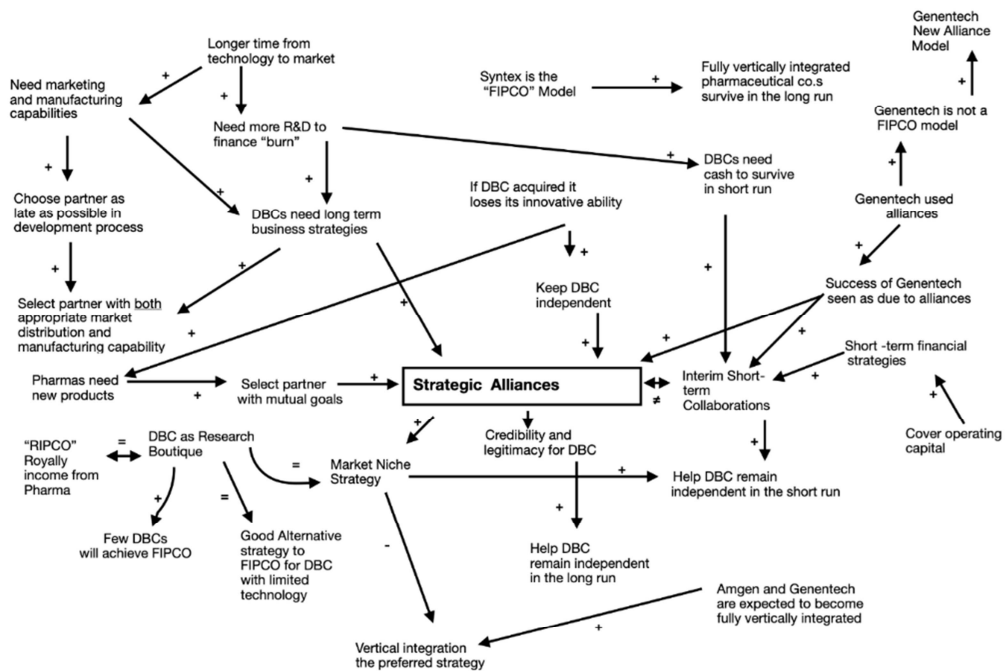 Genentech
New Alliance
Model
+
Longer time from
technology to market
+
+
Need marketing
and manufacturing
capabilities
Syntex is the
"FIPCO" Model
+
Fully vertically integrated
pharmaceutical co.s
survive in the long run
Genentech is not a
FIPCO model
Need more R&D to
finance "burn"
+
+
+
+
+
DBCs need
cash to survive
in short run
Choose partner as
late as possible in
development process
DBCs need long term
business strategies
If DBC acquired it
loses its innovative ability
Genentech used
alliances
+
+
+
+
+
+
Keep DBC
independent
Success of Genentech
seen as due to alliances
Select partner with both
appropriate market
distribution and
manufacturing capability
+
+
+
+
+
Short -term financial
strategies
Pharmas need
new products
+
Select partner
with mutual goals
+
Strategic Alliances
≠
Interim Short-
term
Collaborations
+
+
Cover operating
capital
"RIPCO"
Royally
income from
Pharma
=
DBC as Research
Boutique
=
+
Market Niche
Strategy
Credibility and
legitimacy for DBC
+
+
Help DBC remain
independent in the short run
+
=
+
Few DBCs
will achieve FIPCO
Good Alternative
strategy to
FIPCO for DBC
with limited
technology
-
Help DBC
remain independent
in the long run
Amgen and Genentech
are expected to become
fully vertically integrated
+
Vertical integration
the preferred strategy